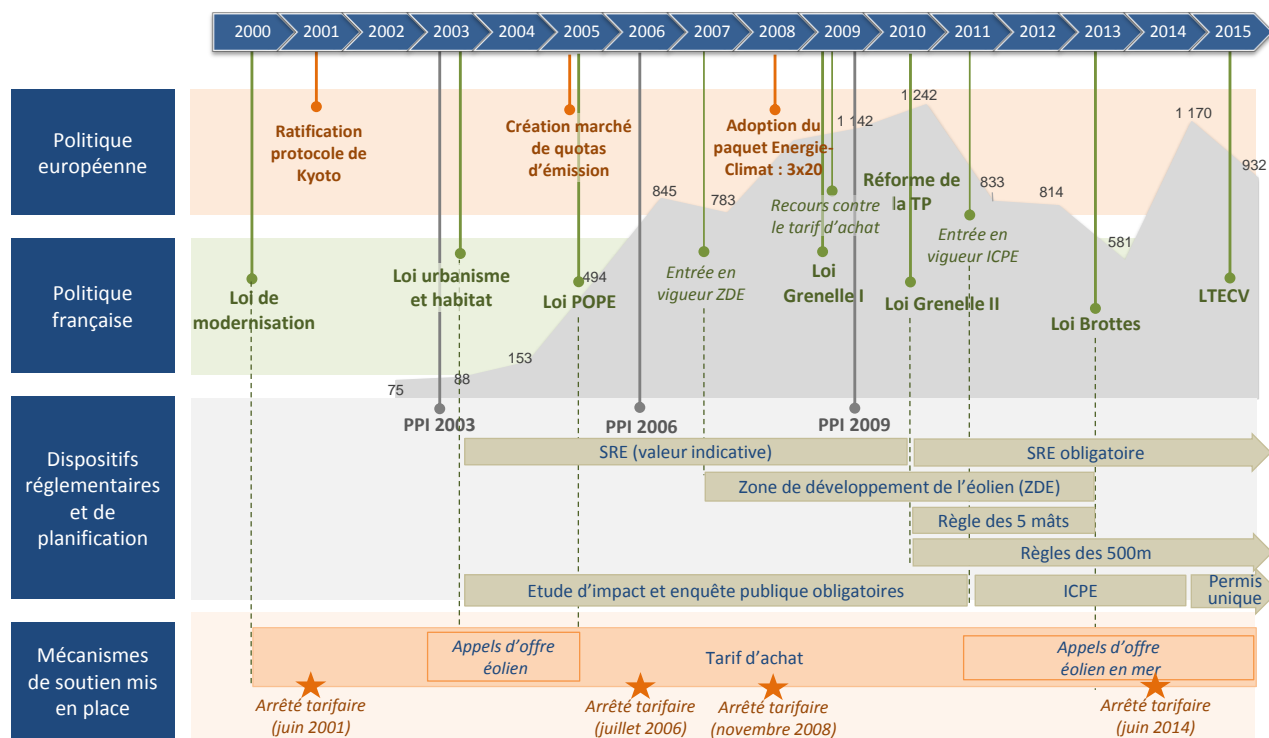 2000 2001 2002 2003 2004 2005 2006 2007 2008 2009 2010 2011 2012 2013 2014 2015
Politique
européenne
Ratification
protocole de
Kyoto
Création marché
de quotas
d'émission
Adoption du
paquet Energie-
Climat : 3x20
1 142
1 242
1 170
932
845
783
833
814
581
494
153
88
75
Réforme de
la TP
Recours contre
le tarif d'achat
Entrée en
vigueur ICPE
Politique
française
Loi de
modernisation
Loi urbanisme
et habitat
Loi POPE
Entrée en
vigueur ZDE
Loi
Grenelle I
Loi Grenelle II
Loi Brottes
LTECV
Dispositifs
réglementaires
et de
planification
PPI 2003
PPI 2006
PPI 2009
SRE (valeur indicative)
SRE obligatoire
Zone de développement de l'éolien (ZDE)
Règle des 5 mâts
Règles des 500m
Etude d'impact et enquête publique obligatoires
ICPE
Permis
unique
Mécanismes
de soutien mis
en place
Appels d'offre
éolien
Tarif d'achat
Appels d'offre
éolien en mer
Arrêté tarifaire
(juin 2001)
Arrêté tarifaire
(juillet 2006)
Arrêté tarifaire
(novembre 2008)
Arrêté tarifaire
(juin 2014)